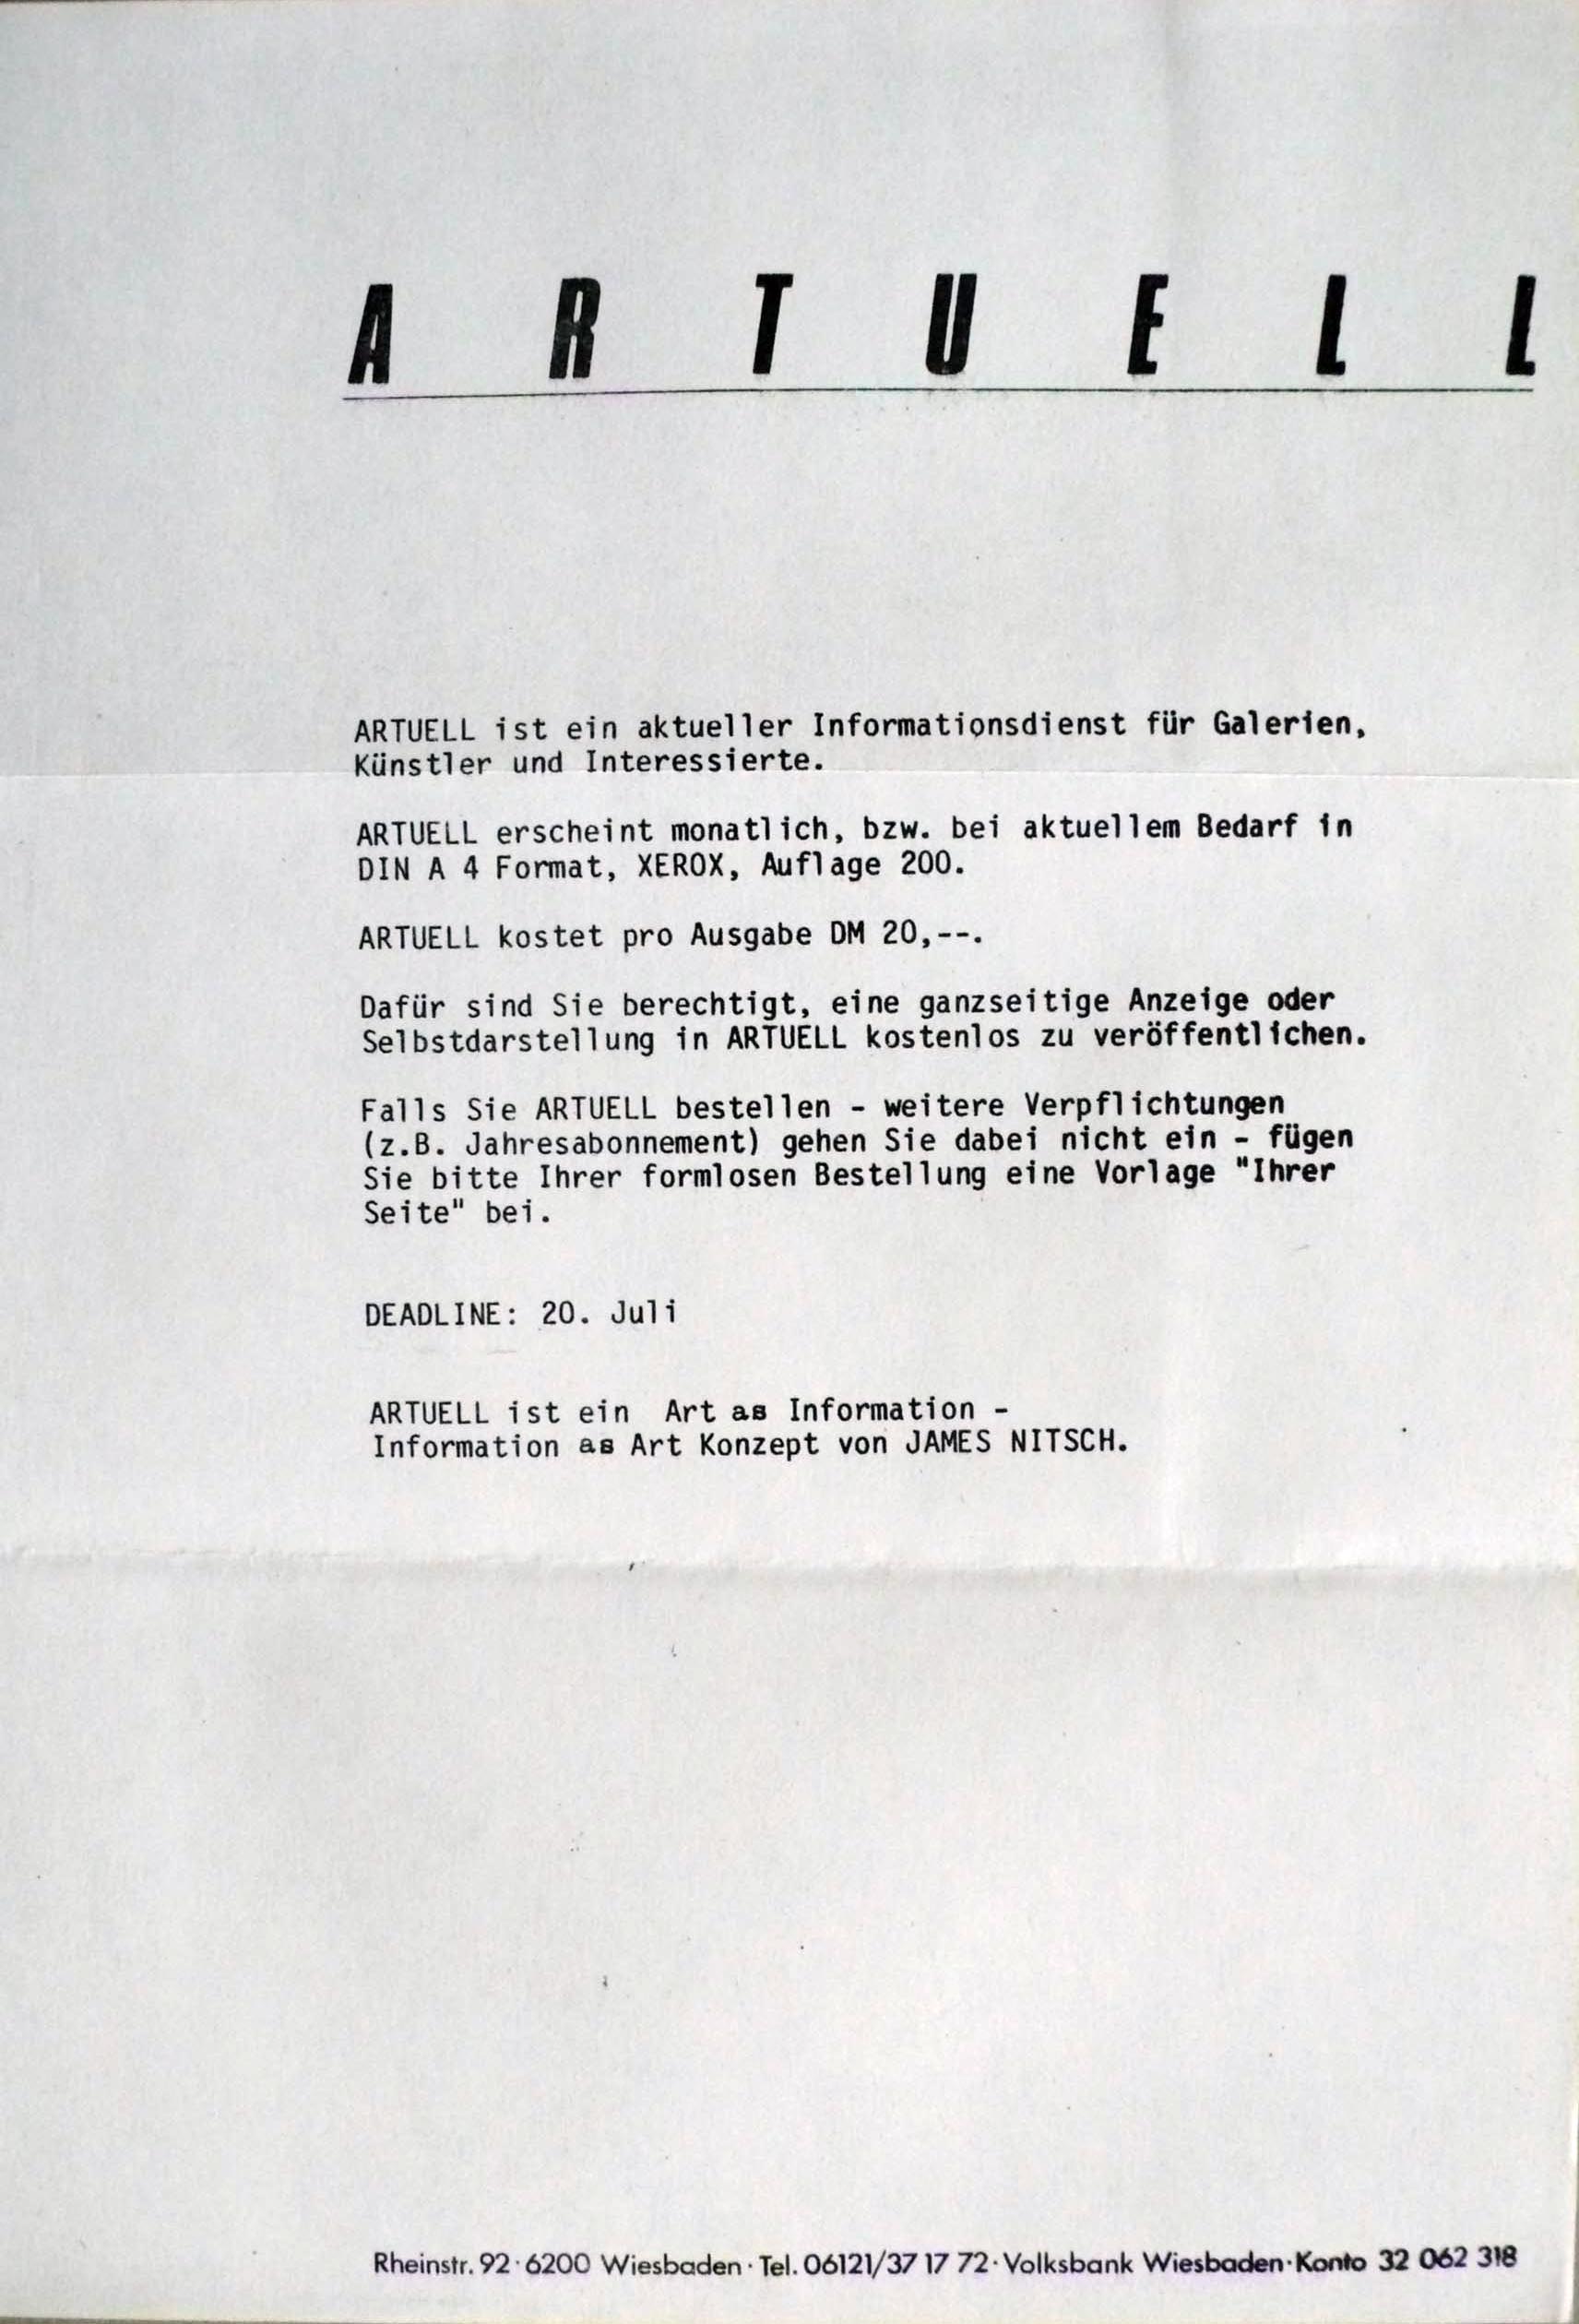 ARTUELL
ARTUELL ist ein aktueller Informationsdienst für Galerien,
Künstler und Interessierte.
ARTUELL erscheint monatlich, bzw. bei aktuellem Bedarf in
DIN A 4 Format, XEROX, Auflage 200.
ARTUELL kostet pro Ausgabe DM 20,--.
Dafür sind Sie berechtigt, eine ganzseitige Anzeige oder
Selbstdarstellung in ARTUELL kostenlos zu veröffentlichen.
Falls Sie ARTUELL bestellen - weitere Verpflichtungen
(z.B. Jahresabonnement) gehen Sie dabei nicht ein - fügen
Sie bitte Ihrer formlosen Bestellung eine Vorlage "Ihrer
Seite" bei.
DEADLINE: 20. Juli
ARTUELL ist ein Art as Information -
Information as Art Konzept von JAMES NITSCH.
Rheinstr. 92 · 6200 Wiesbaden · Tel. 06121/37 17 72 · Volksbank Wiesbaden · Konto 32 062 318